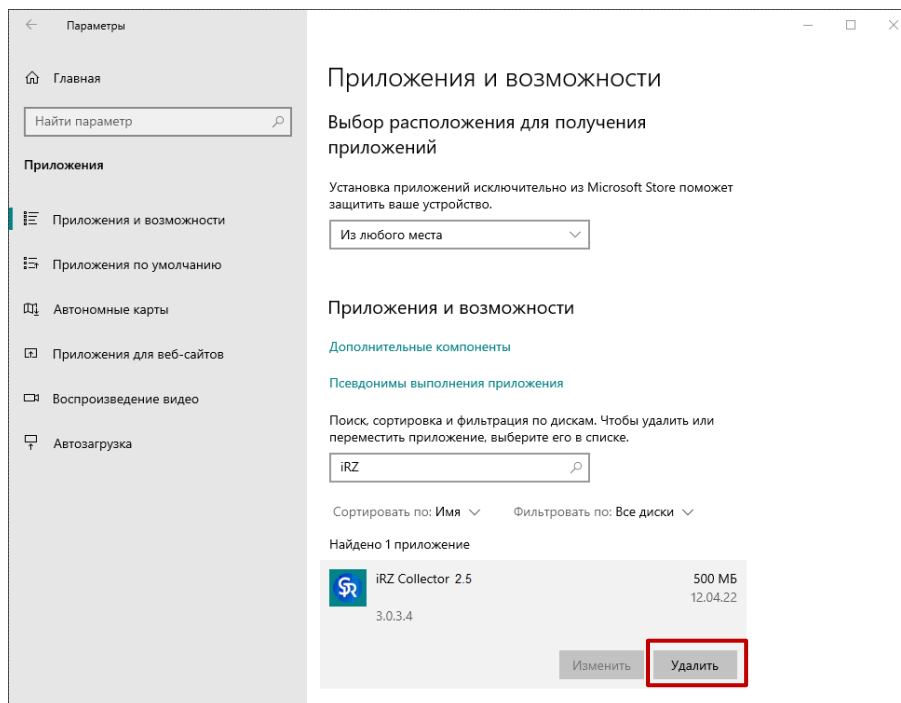 Параметры
Главная
Найти параметр
Приложения
Приложения и возможности
Приложения по умолчанию
Автономные карты
Приложения для веб-сайтов
Воспроизведение видео
Автозагрузка
Приложения и возможности
Выбор расположения для получения
приложений
Установка приложений исключительно из Microsoft Store поможет
защитить ваше устройство.
Из любого места
Приложения и возможности
Дополнительные компоненты
Псевдонимы выполнения приложения
Поиск, сортировка и фильтрация по дискам. Чтобы удалить или
переместить приложение, выберите его в списке.
iRZ
Сортировать по: Имя Фильтровать по: Все диски
Найдено 1 приложение
iRZ Collector 2.5 500 МБ
12.04.22
3.0.3.4
Изменить Удалить